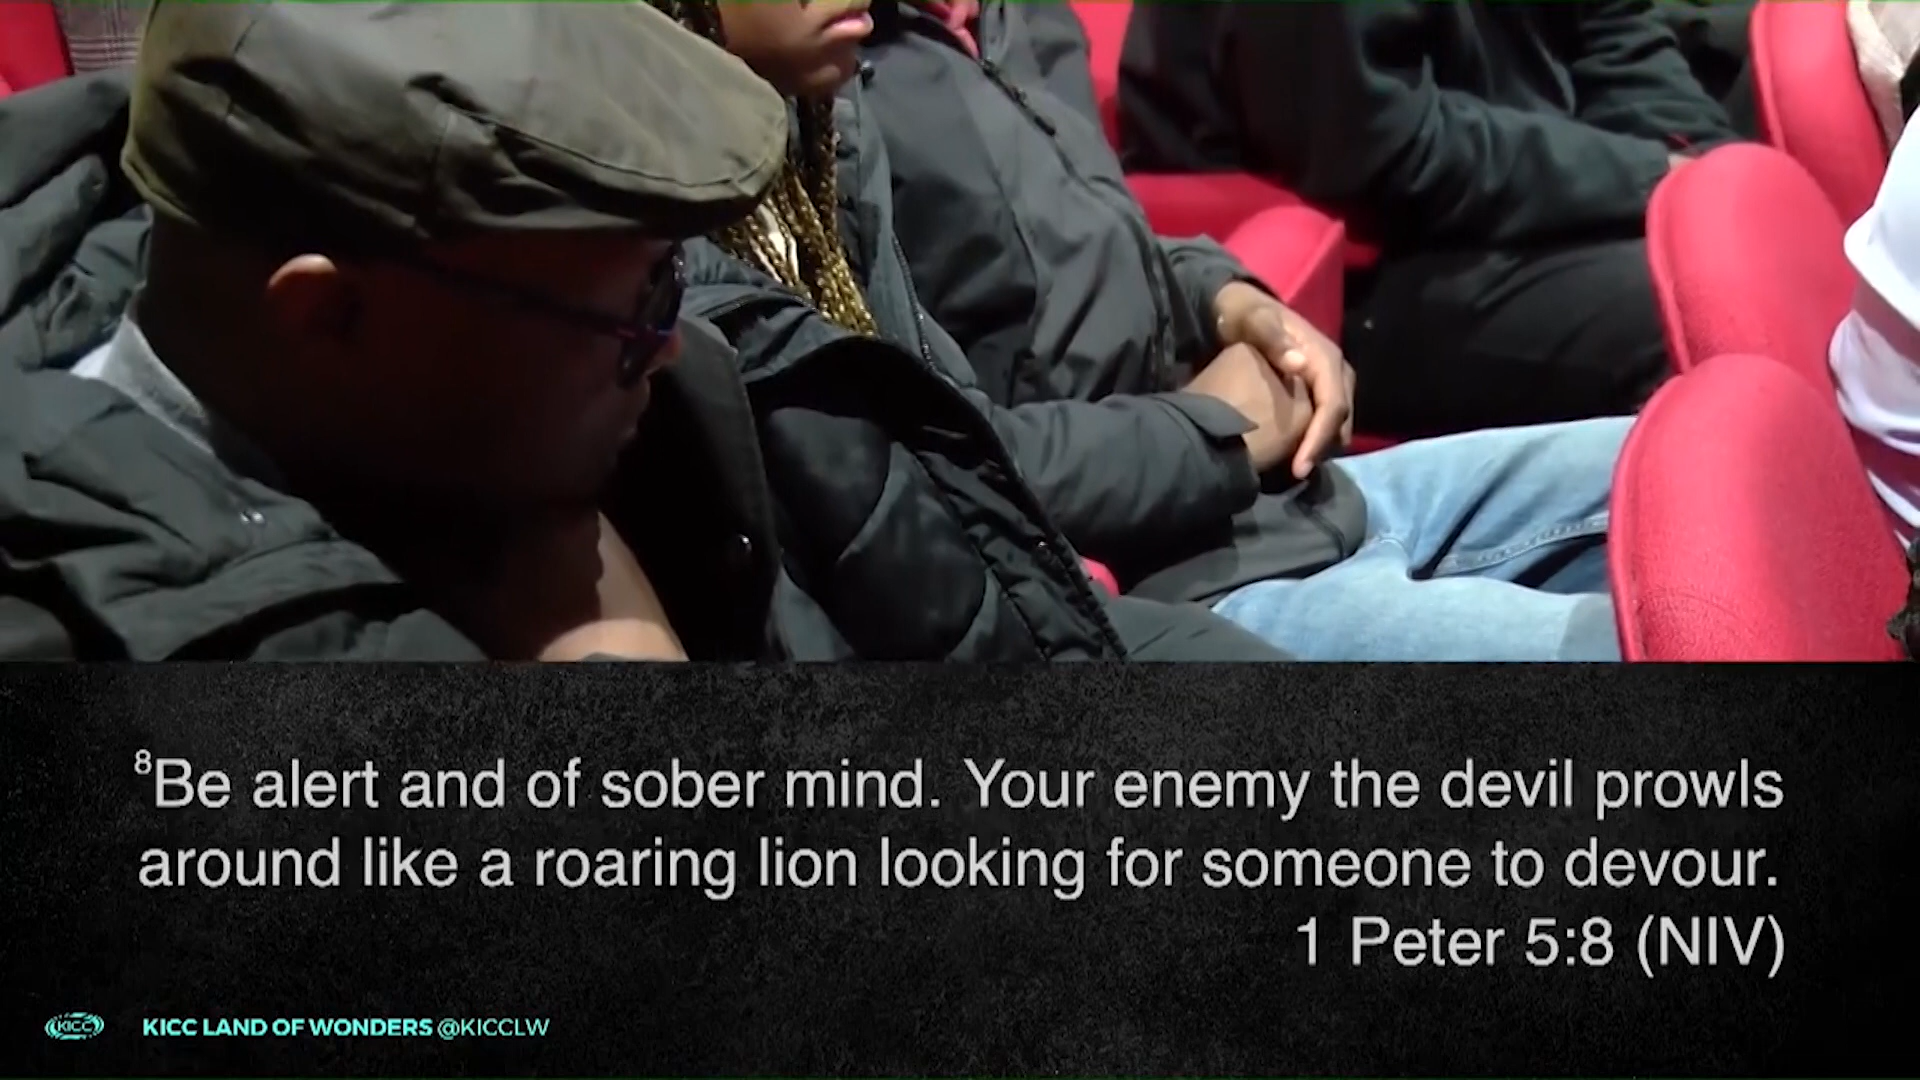 ⁸Be alert and of sober mind. Your enemy the devil prowls
around like a roaring lion looking for someone to devour.
1 Peter 5:8 (NIV)
KICC
KICC LAND OF WONDERS @KICCLW